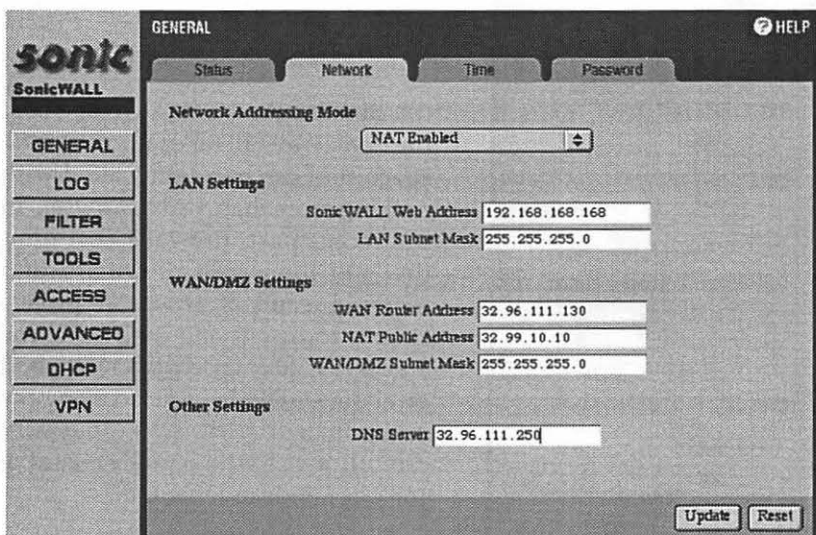 GENERAL
? HELP
sonic
SonicWALL
Status
Network
Time
Password
GENERAL
LOG
FILTER
TOOLS
ACCESS
ADVANCED
DHCP
VPN
Network Addressing Mode
NAT Enabled
LAN Settings
SonicWALL Web Address 192.168.168.168
LAN Subnet Mask 255.255.255.0
WAN/DMZ Settings
WAN Router Address 32.96.111.130
NAT Public Address 32.99.10.10
WAN/DMZ Subnet Mask 255.255.255.0
Other Settings
DNS Server 32.96.111.250
Update
Reset